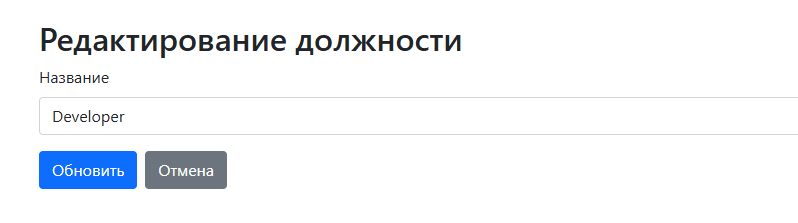 Редактирование должности
Название
Developer
Обновить Отмена